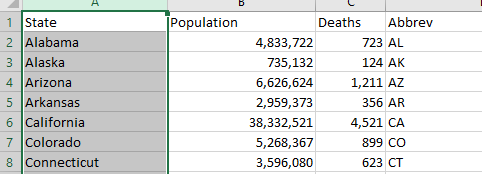 A B C
1 State Population Deaths Abbrev
2 Alabama 4,833,722 723 AL
3 Alaska 735,132 124 AK
4 Arizona 6,626,624 1,211 AZ
5 Arkansas 2,959,373 356 AR
6 California 38,332,521 4,521 CA
7 Colorado 5,268,367 899 CO
8 Connecticut 3,596,080 623 CT